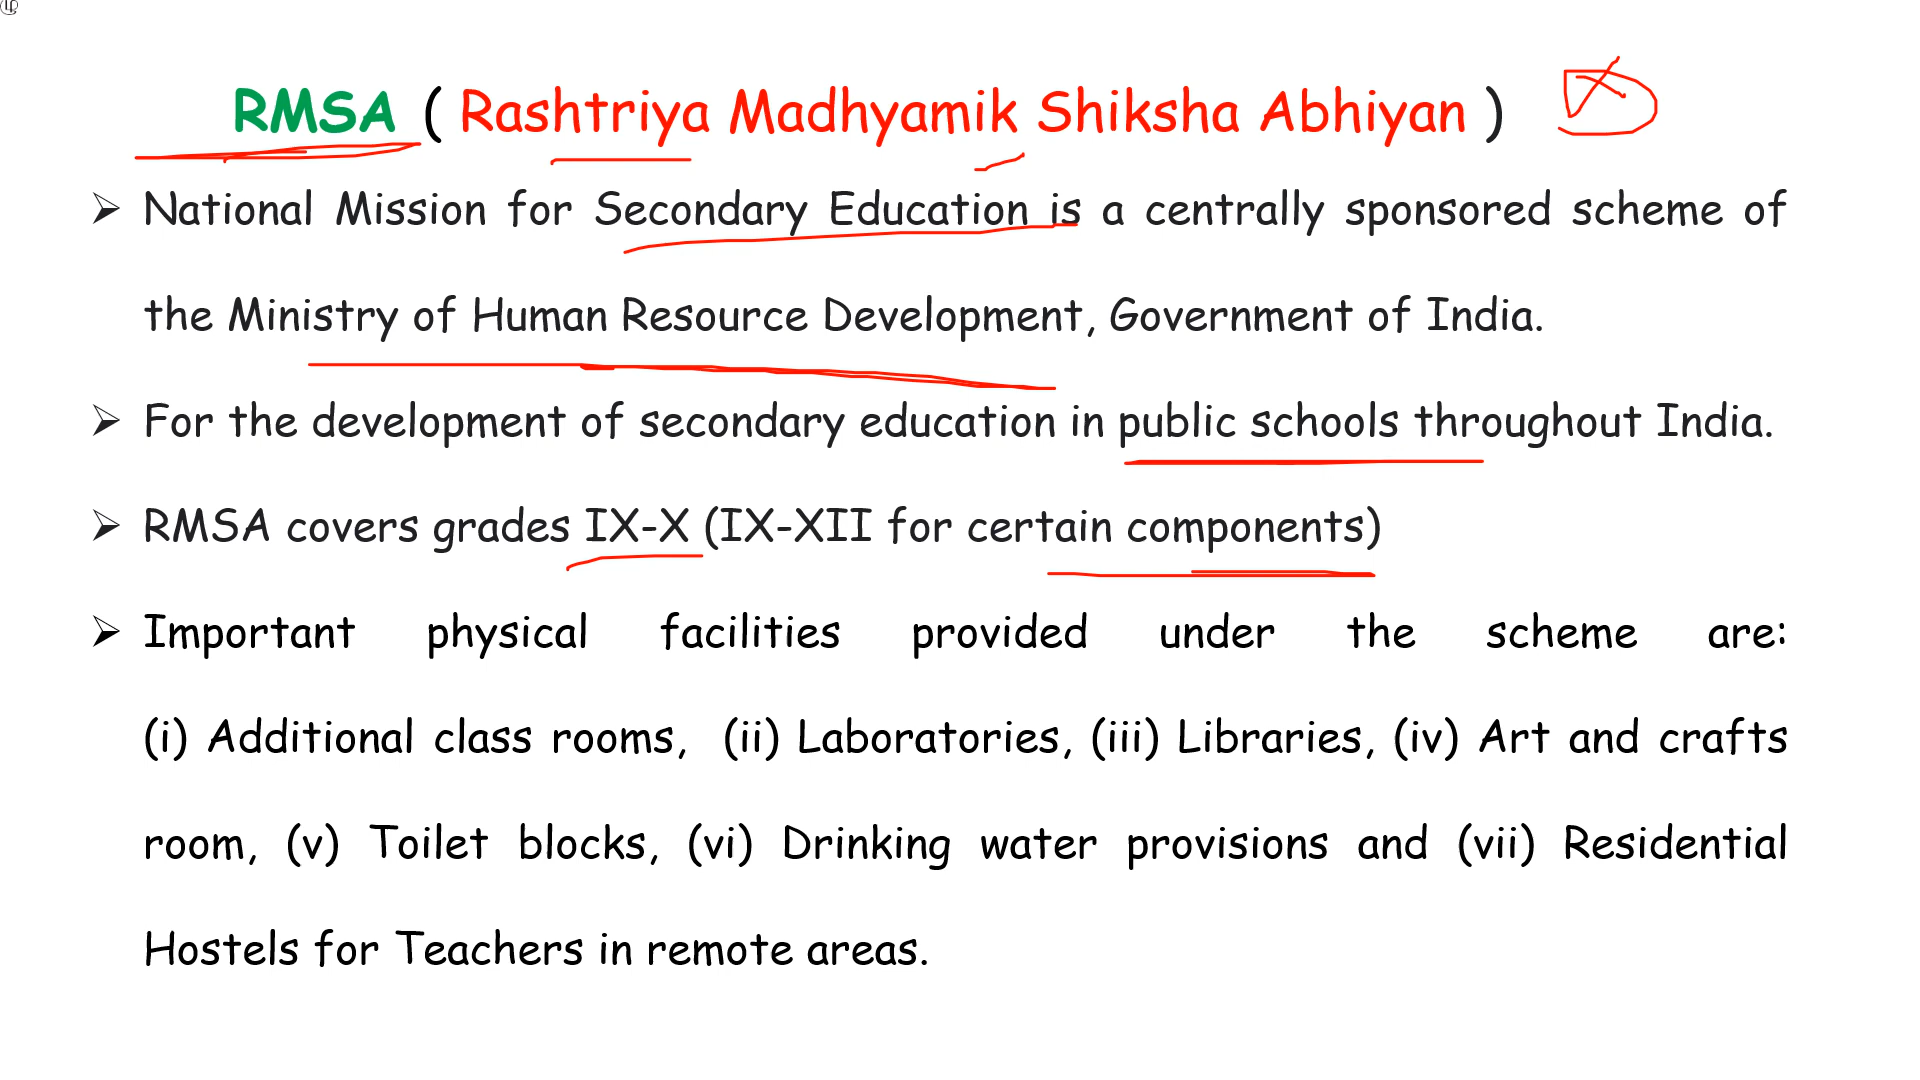 RMSA ( Rashtriya Madhyamik Shiksha Abhiyan )
➢ National Mission for Secondary Education is a centrally sponsored scheme of
the Ministry of Human Resource Development, Government of India.
➢ For the development of secondary education in public schools throughout India.
➢ RMSA covers grades IX-X (IX-XII for certain components)
➢ Important physical facilities provided under the scheme are:
(i) Additional class rooms, (ii) Laboratories, (iii) Libraries, (iv) Art and crafts
room, (v) Toilet blocks, (vi) Drinking water provisions and (vii) Residential
Hostels for Teachers in remote areas.